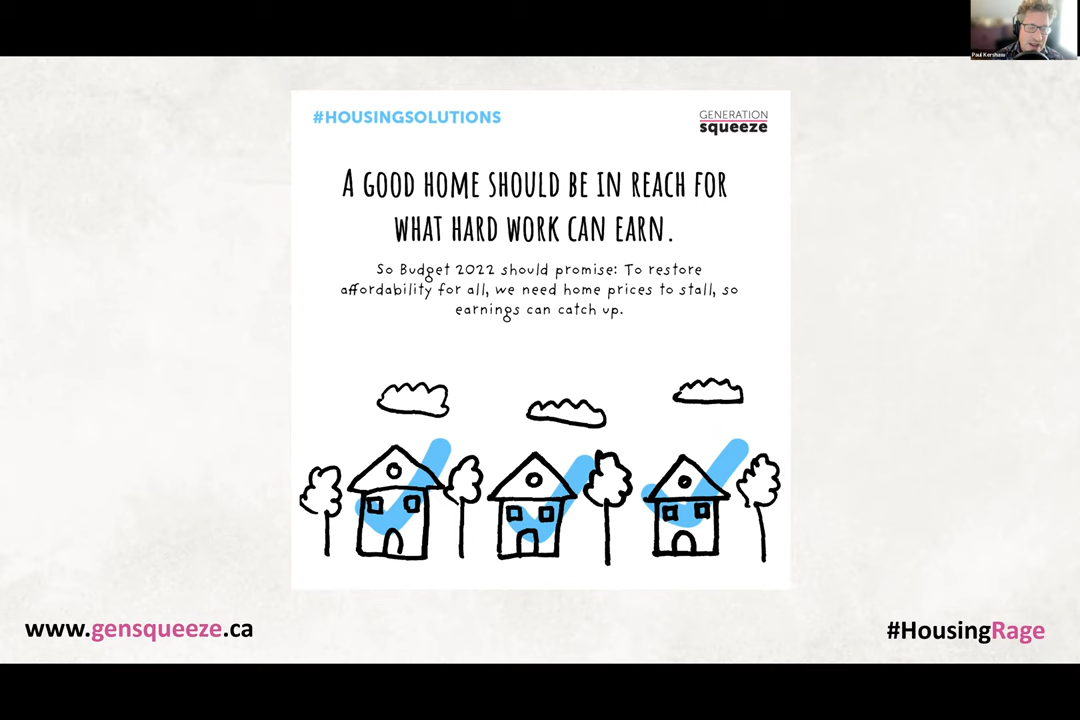 Paul Kershaw
#HOUSINGSOLUTIONS
GENERATION
squeeze
A GOOD HOME SHOULD BE IN REACH FOR
WHAT HARD WORK CAN EARN.
So Budget 2022 should promise: To restore
affordability for all, we need home prices to stall, so
earnings can catch up.
www.gensqueeze.ca
#HousingRage